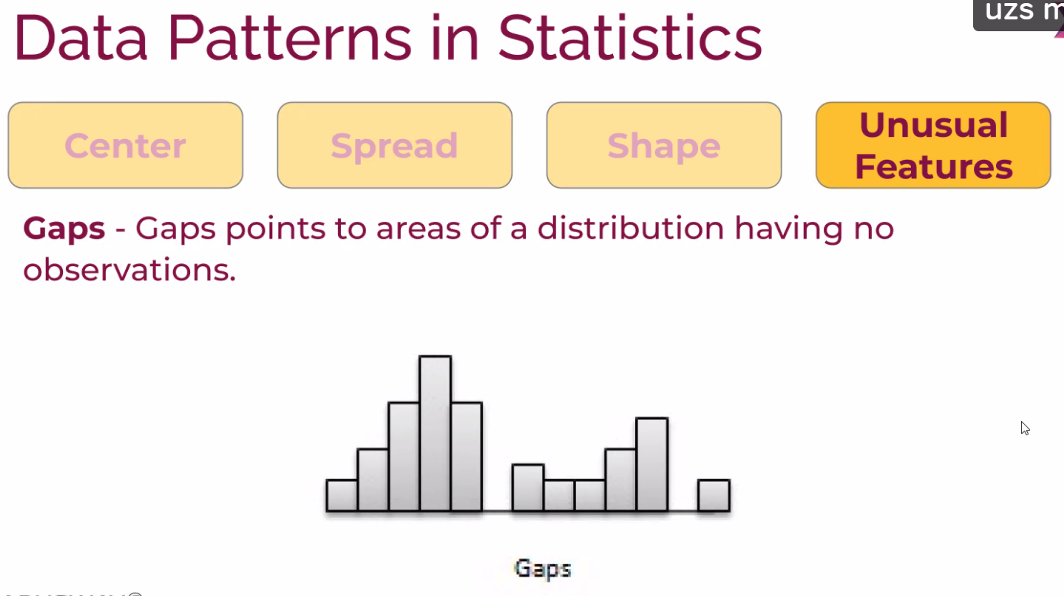 Data Patterns in Statistics
uzs m
Center
Spread
Shape
Unusual
Features
Gaps - Gaps points to areas of a distribution having no
observations.
Gaps